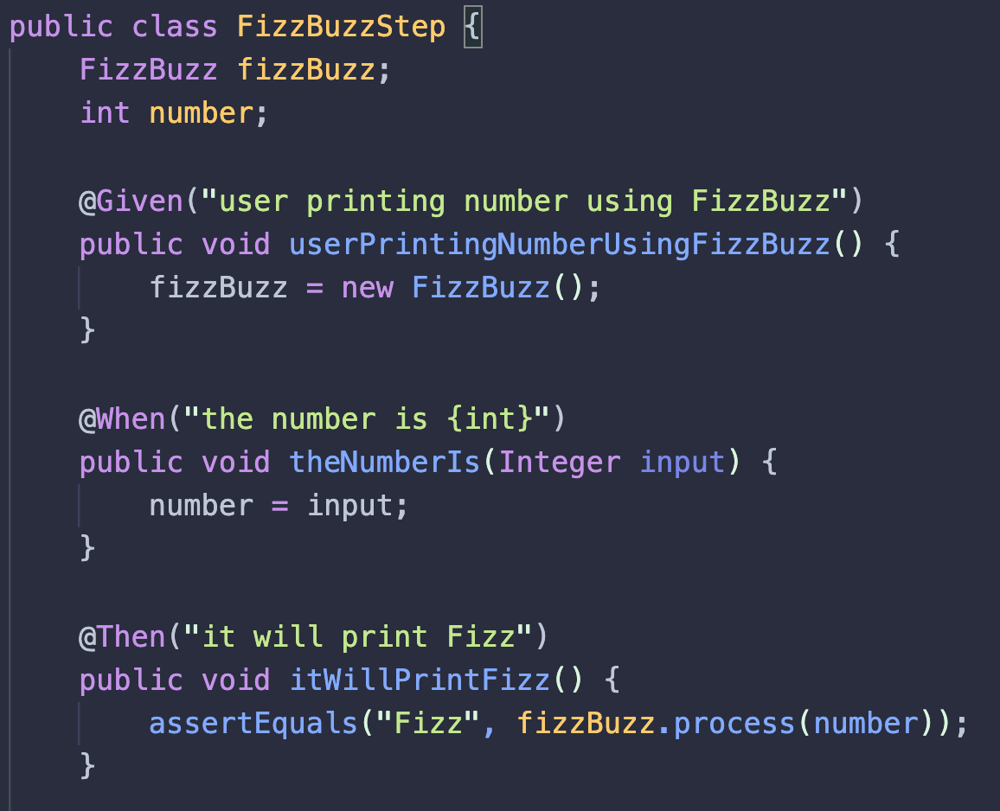 public class FizzBuzzStep {
    FizzBuzz fizzBuzz;
    int number;

    @Given("user printing number using FizzBuzz")
    public void userPrintingNumberUsingFizzBuzz() {
        fizzBuzz = new FizzBuzz();
    }

    @When("the number is {int}")
    public void theNumberIs(Integer input) {
        number = input;
    }

    @Then("it will print Fizz")
    public void itWillPrintFizz() {
        assertEquals("Fizz", fizzBuzz.process(number));
    }